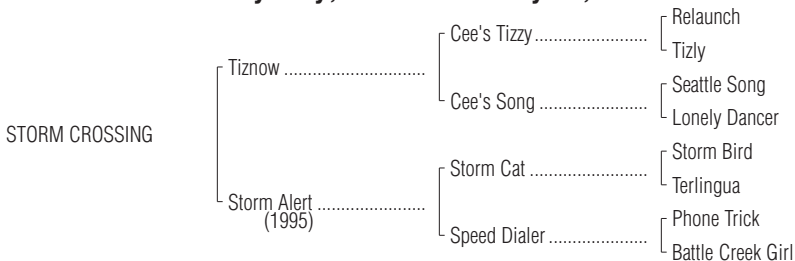 Relaunch
Cee's Tizzy
Tizly
Tiznow
Seattle Song
Cee's Song
Lonely Dancer
STORM CROSSING
Storm Bird
Storm Cat
Terlingua
Storm Alert
(1995)
Phone Trick
Speed Dialer
Battle Creek Girl